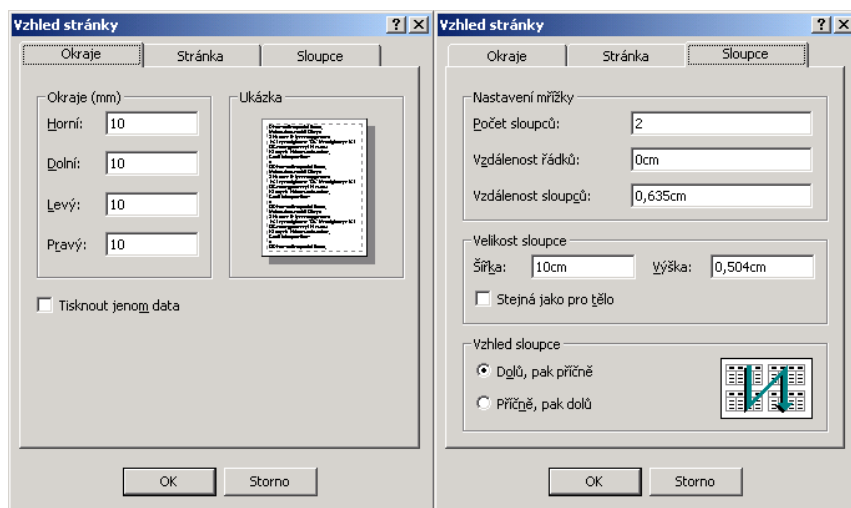 Vzhled stránky
Okraje Stránka Sloupce
Okraje (mm)
Horní: 10
Dolní: 10
Levý: 10
Pravý: 10
Ukázka
Tisknout jenom data
OK Storno
Vzhled stránky
Okraje Stránka Sloupce
Nastavení mřížky
Počet sloupců: 2
Vzdálenost řádků: 0cm
Vzdálenost sloupců: 0,635cm
Velikost sloupce
Šířka: 10cm Výška: 0,504cm
Stejná jako pro tělo
Vzhled sloupce
Dolů, pak příčně
Příčně, pak dolů
OK Storno